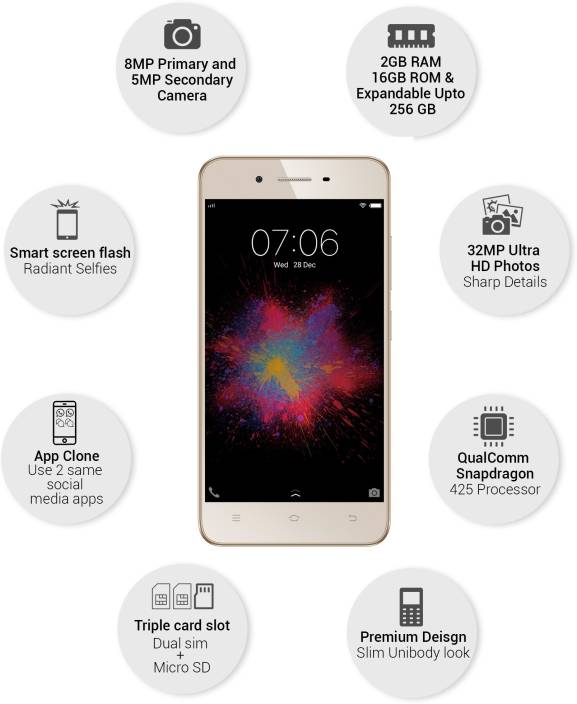 8MP Primary and
5MP Secondary
Camera
2GB RAM
16GB ROM &
Expandable Upto
256 GB
Smart screen flash
Radiant Selfies
07:06
Wed 28 Dec
32MP Ultra
HD Photos
Sharp Details
App Clone
Use 2 same
social
media apps
QualComm
Snapdragon
425 Processor
Triple card slot
Dual sim
+
Micro SD
Premium Deisgn
Slim Unibody look